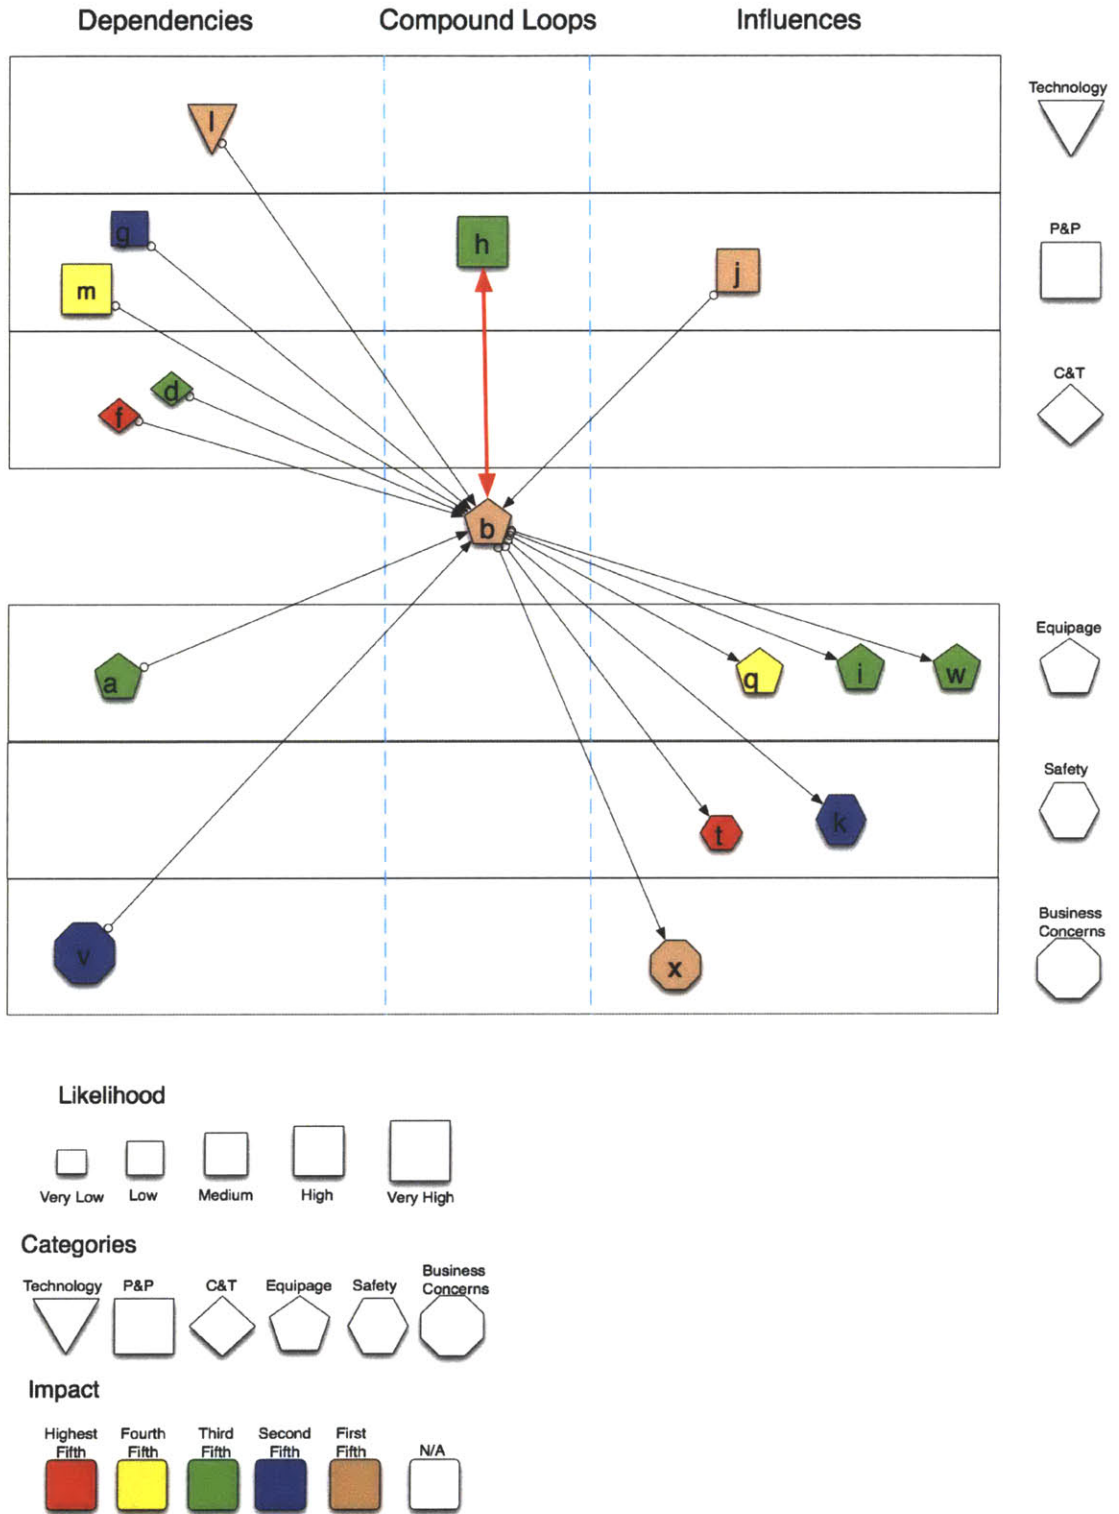 Dependencies
Compound Loops
Influences
Technology
l
P&P
g
h
m
j
C&T
d
f
b
Equipage
a
q
i
w
Safety
t
k
Business
Concerns
v
x
Likelihood
Very Low
Low
Medium
High
Very High
Categories
Technology
P&P
C&T
Equipage
Safety
Business
Concerns
Impact
Highest
Fifth
Fourth
Fifth
Third
Fifth
Second
Fifth
First
Fifth
N/A